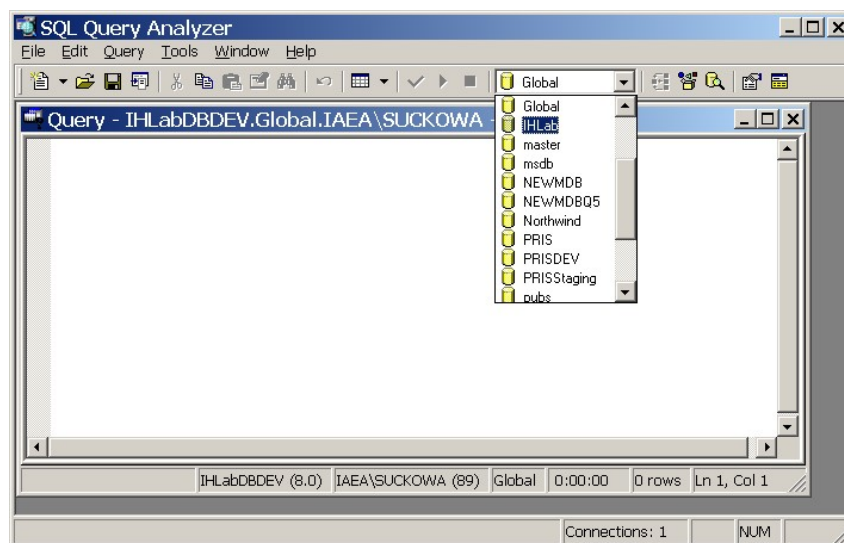 SQL Query Analyzer
File Edit Query Tools Window Help
Global
Query - IHLabDBDEV.Global.IAEA\SUCKOWA -
Global
IHLab
master
msdb
NEWMDB
NEWMDBQ5
Northwind
PRIS
PRISDEV
PRISStaging
pubs
IHLabDBDEV (8.0) IAEA\SUCKOWA (89) Global 0:00:00 0 rows Ln 1, Col 1
Connections: 1 NUM